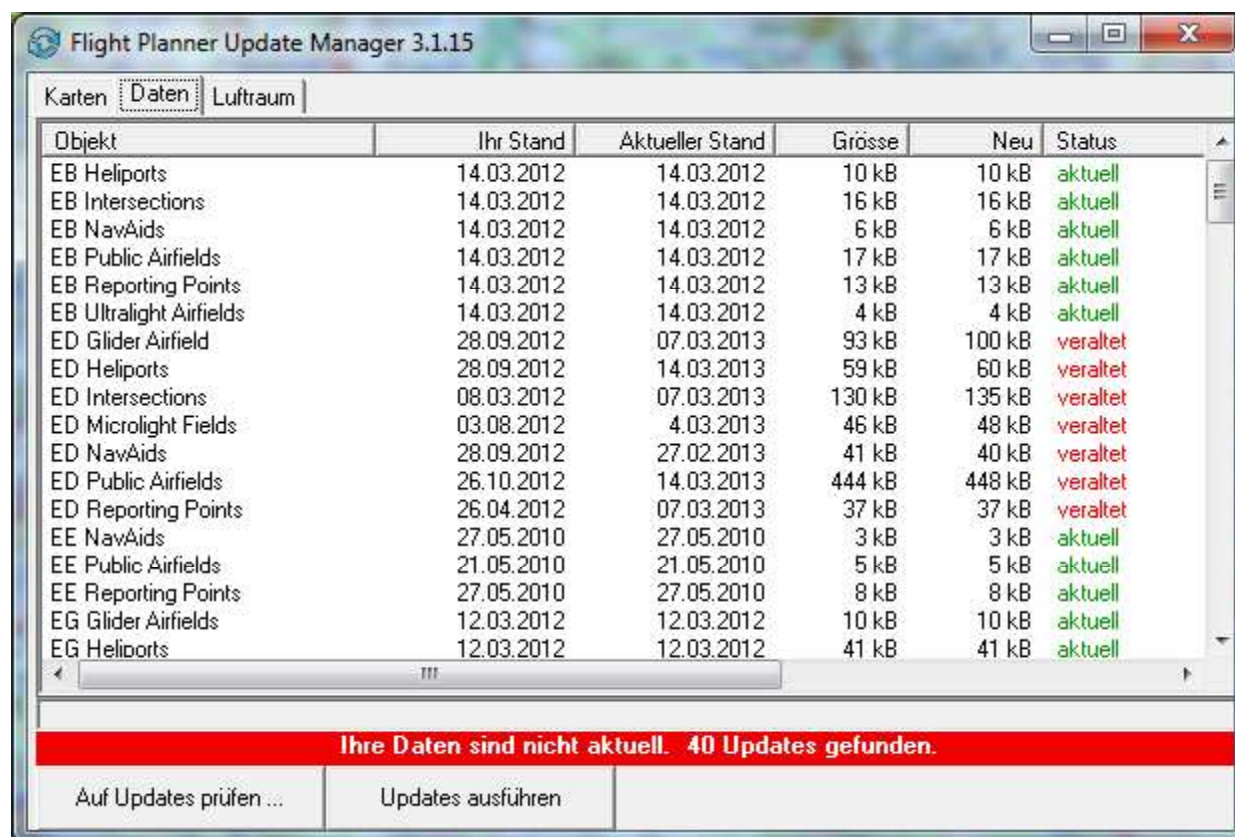 Flight Planner Update Manager 3.1.15
Karten Daten Luftraum
Objekt Ihr Stand Aktueller Stand Grösse Neu Status
EB Heliports 14.03.2012 14.03.2012 10 kB 10 kB aktuell
EB Intersections 14.03.2012 14.03.2012 16 kB 16 kB aktuell
EB NavAids 14.03.2012 14.03.2012 6 kB 6 kB aktuell
EB Public Airfields 14.03.2012 14.03.2012 17 kB 17 kB aktuell
EB Reporting Points 14.03.2012 14.03.2012 13 kB 13 kB aktuell
EB Ultralight Airfields 14.03.2012 14.03.2012 4 kB 4 kB aktuell
ED Glider Airfield 28.09.2012 07.03.2013 93 kB 100 kB veraltet
ED Heliports 28.09.2012 14.03.2013 59 kB 60 kB veraltet
ED Intersections 08.03.2012 07.03.2013 130 kB 135 kB veraltet
ED Microlight Fields 03.08.2012 4.03.2013 46 kB 48 kB veraltet
ED NavAids 28.09.2012 27.02.2013 41 kB 40 kB veraltet
ED Public Airfields 26.10.2012 14.03.2013 444 kB 448 kB veraltet
ED Reporting Points 26.04.2012 07.03.2013 37 kB 37 kB veraltet
EE NavAids 27.05.2010 27.05.2010 3 kB 3 kB aktuell
EE Public Airfields 21.05.2010 21.05.2010 5 kB 5 kB aktuell
EE Reporting Points 27.05.2010 27.05.2010 8 kB 8 kB aktuell
EG Glider Airfields 12.03.2012 12.03.2012 10 kB 10 kB aktuell
EG Heliports 12.03.2012 12.03.2012 41 kB 41 kB aktuell
Ihre Daten sind nicht aktuell. 40 Updates gefunden.
Auf Updates prüfen ... Updates ausführen